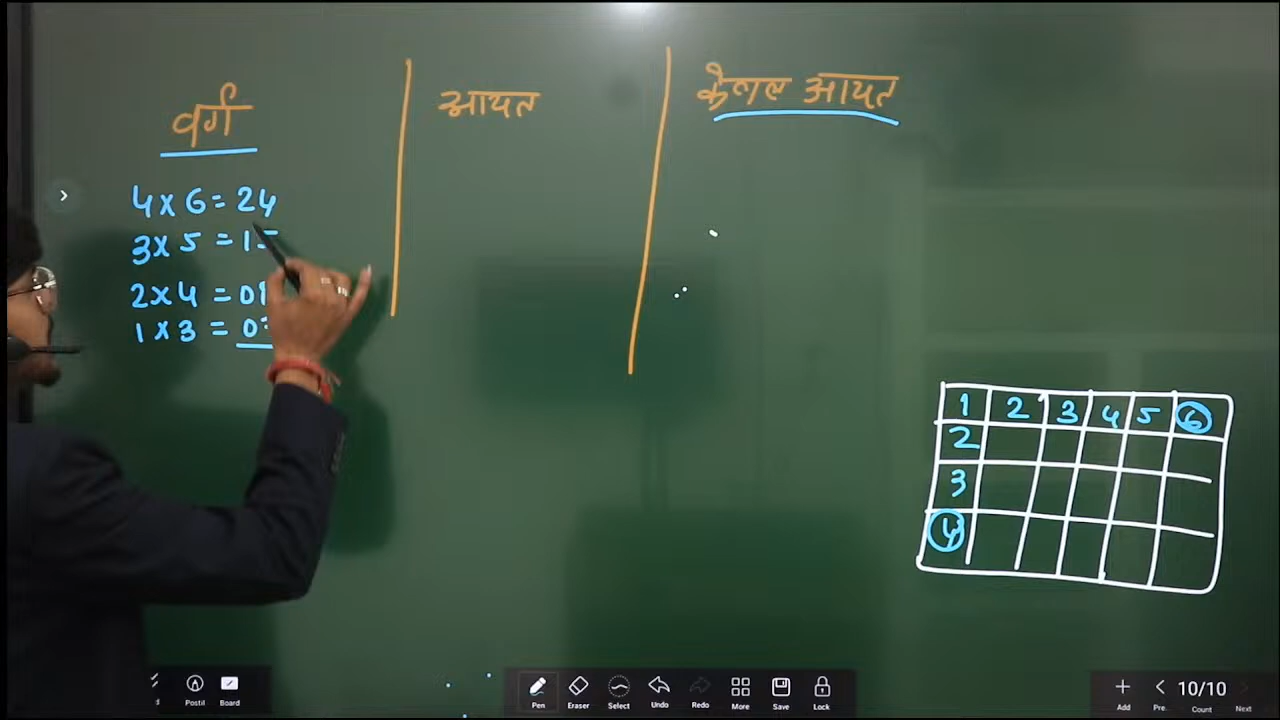 वर्ग
आयत
केवल आयत
4 x 6 = 24
3 x 5 = 15
2 x 4 = 0
1 x 3 = 0
1 2 3 4 5 6
2
3
4
Postil
Board
Pen
Eraser
Select
Undo
Redo
More
Save
Lock
Add
Pre.
10/10
Count
Next